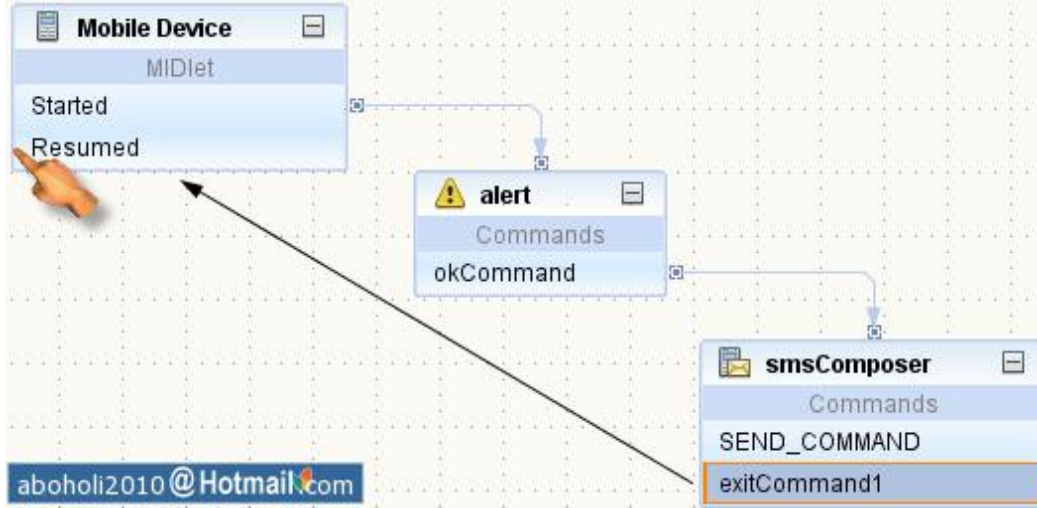 Mobile Device
MIDlet
Started
Resumed
alert
Commands
okCommand
smsComposer
Commands
SEND_COMMAND
exitCommand1
aboholi2010@Hotmail.com